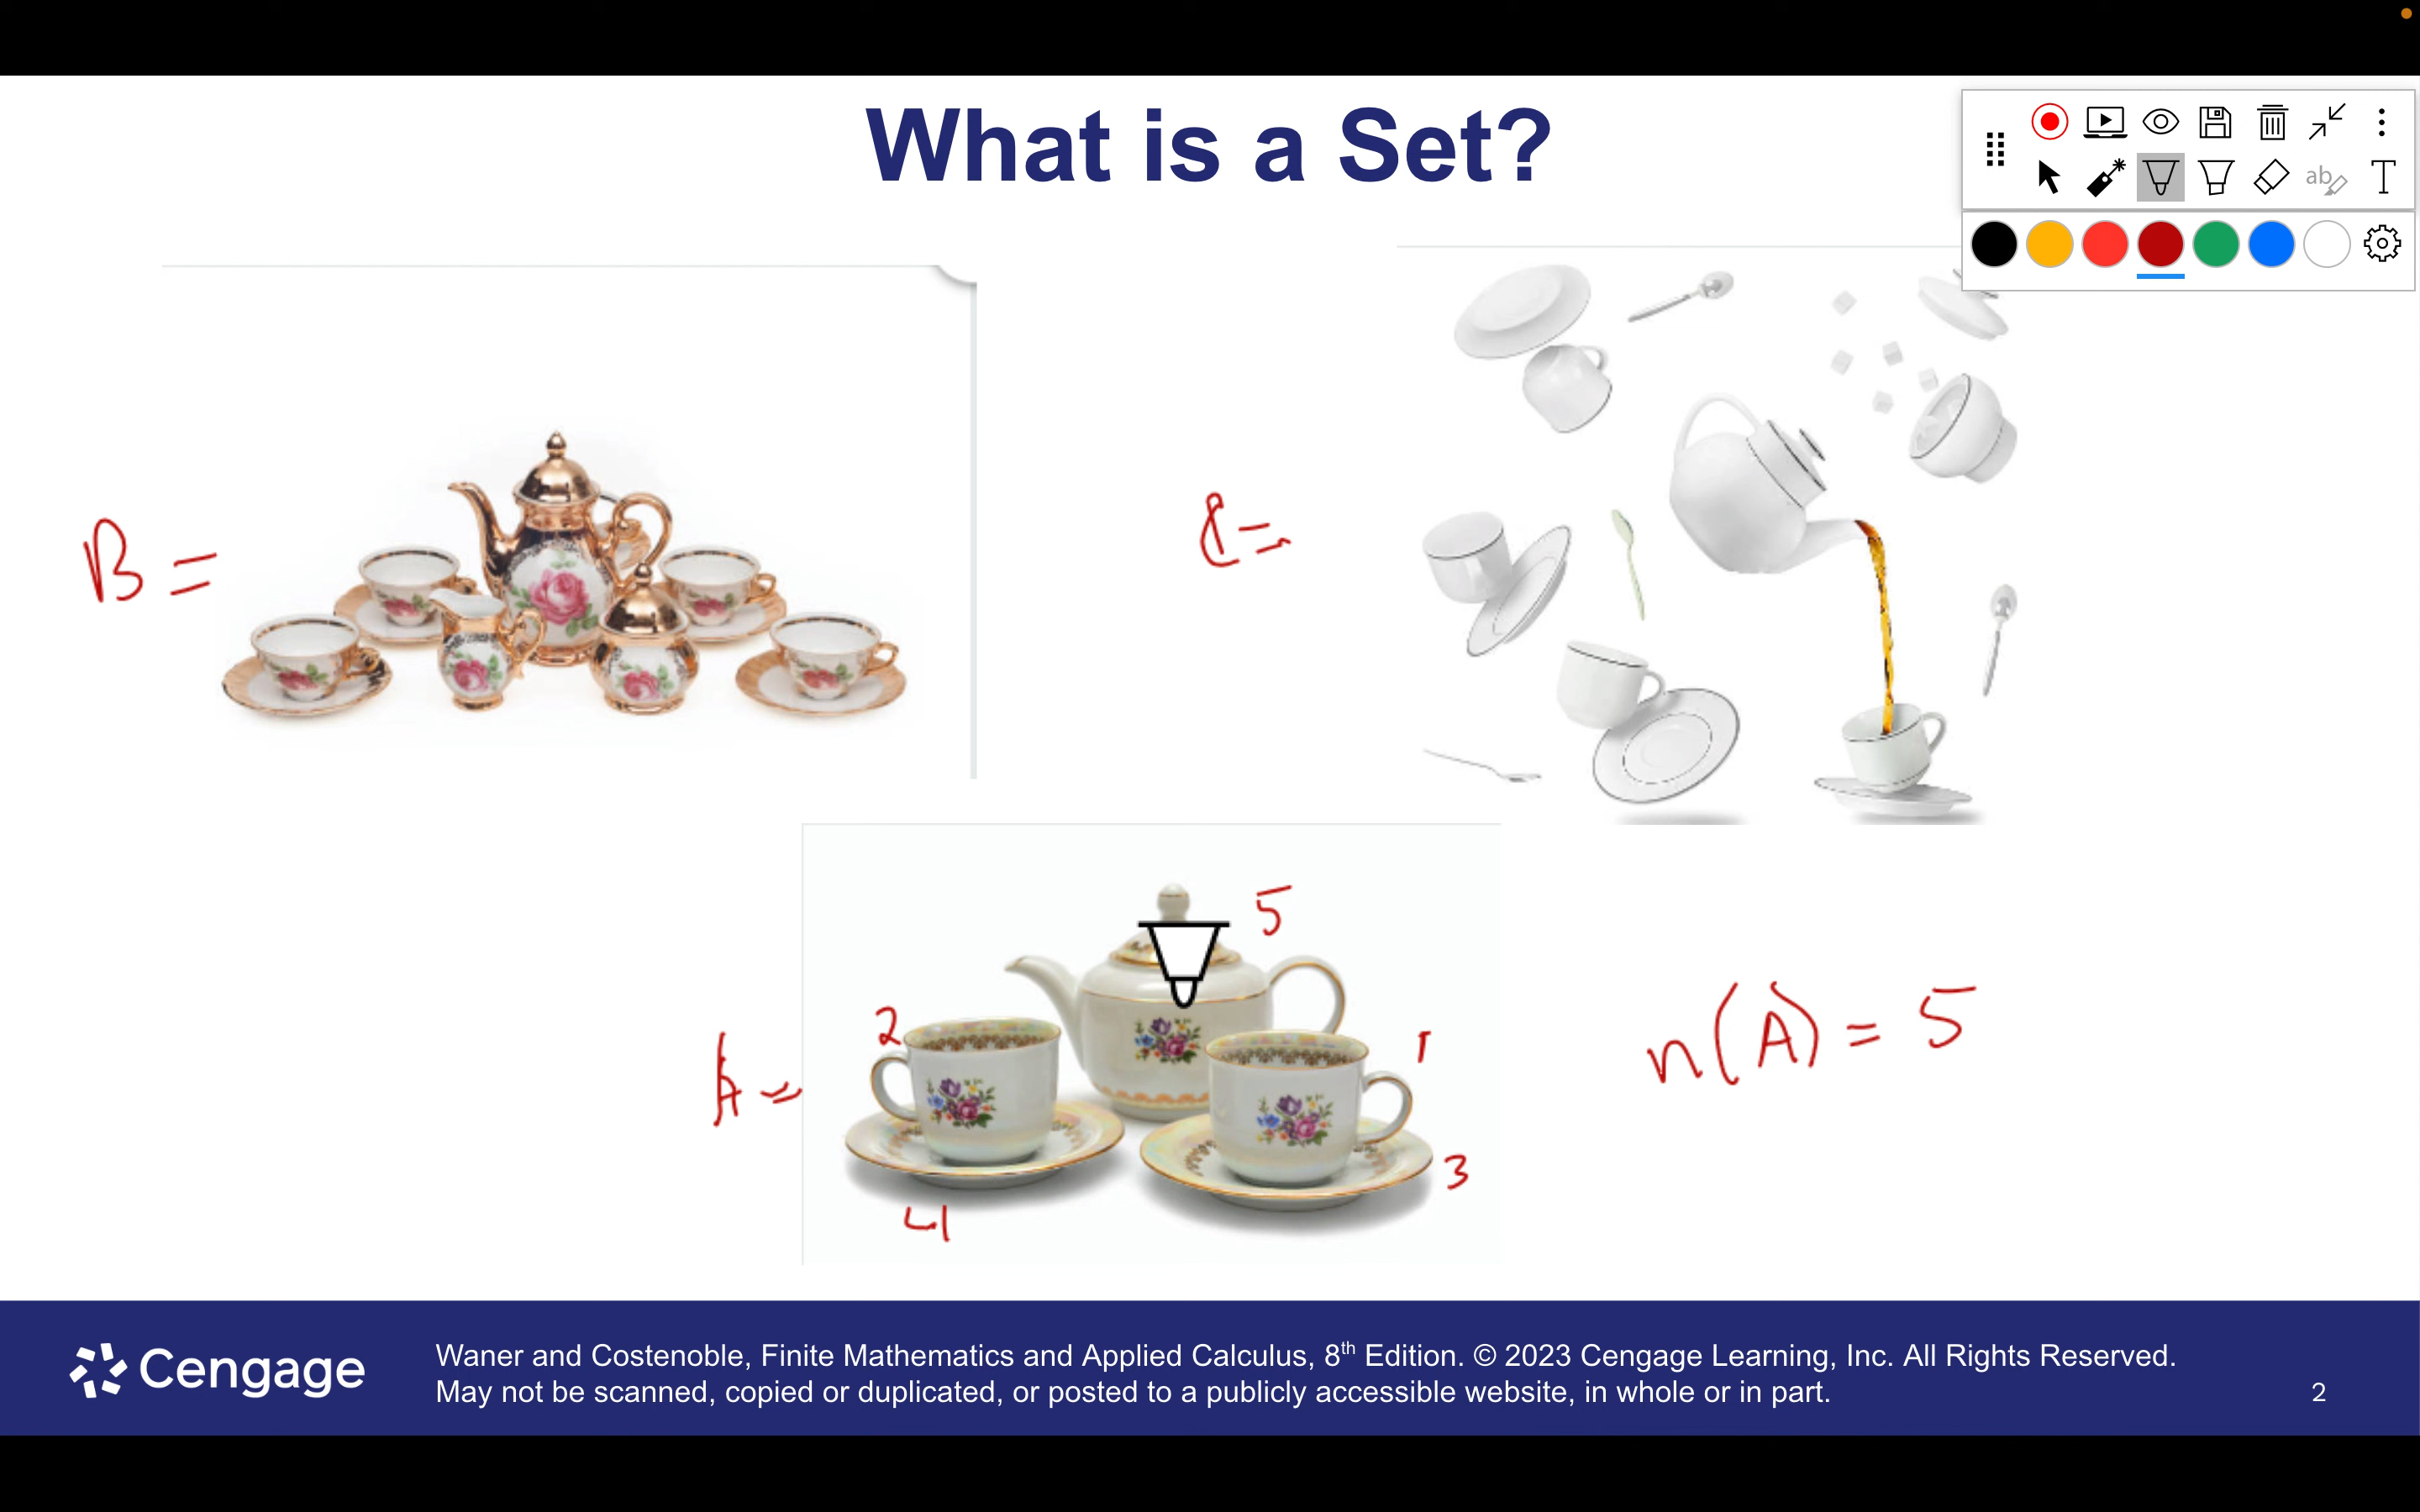 What is a Set?
ab
T
B =
C =
5
2
1
A =
n(A) = 5
3
4
Cengage
Waner and Costenoble, Finite Mathematics and Applied Calculus, 8th Edition. © 2023 Cengage Learning, Inc. All Rights Reserved.
May not be scanned, copied or duplicated, or posted to a publicly accessible website, in whole or in part.
2